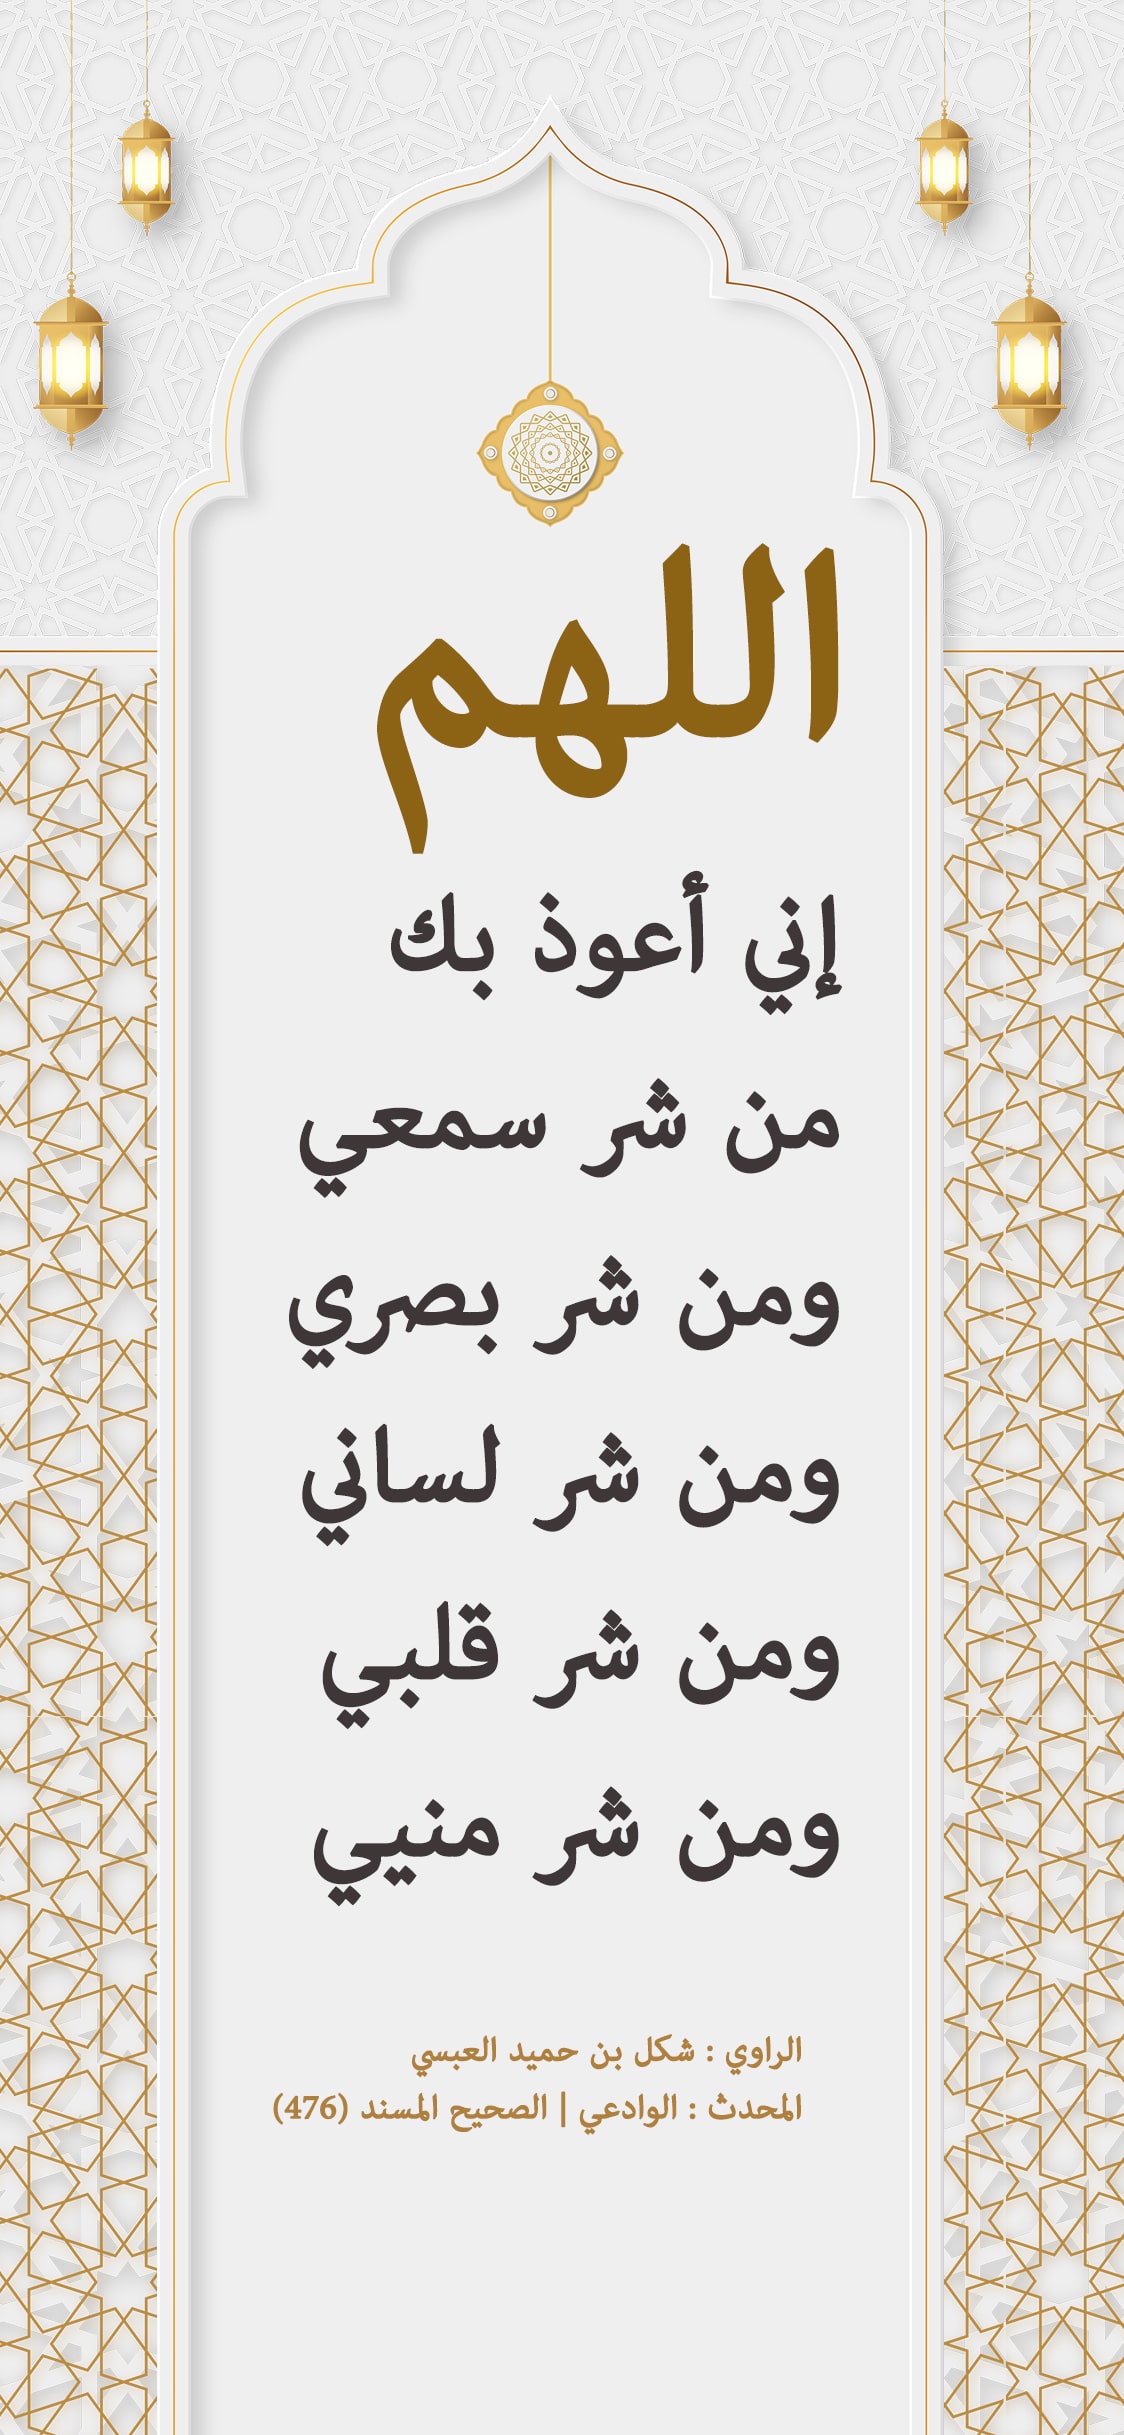 اللهم
إني أعوذ بك
من شر سمعي
ومن شر بصري
ومن شر لساني
ومن شر قلبي
ومن شر منيي
الراوي : شكل بن حميد العبسي
المحدث : الوادعي | الصحيح المسند (476)